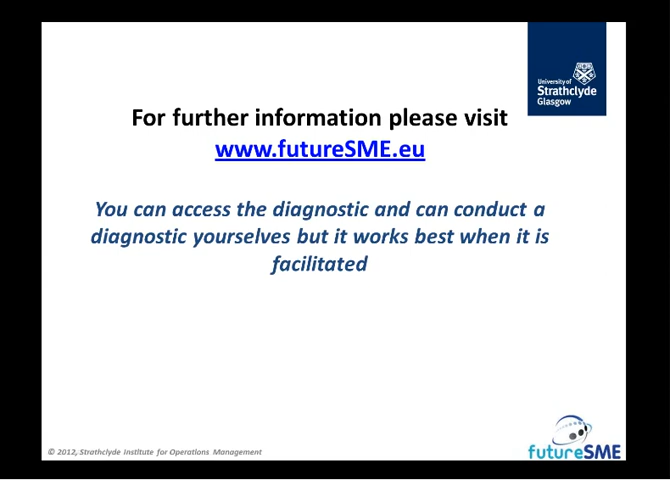 University of
Strathclyde
Glasgow
For further information please visit
www.futureSME.eu
You can access the diagnostic and can conduct a
diagnostic yourselves but it works best when it is
facilitated
© 2012, Strathclyde Institute for Operations Management
futureSME